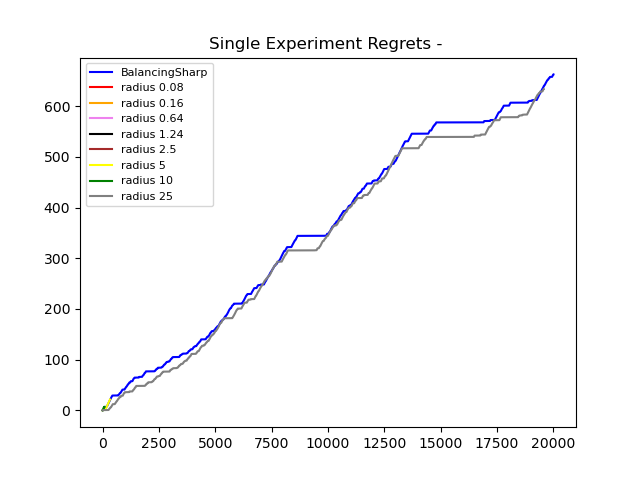 Single Experiment Regrets -
BalancingSharp
radius 0.08
radius 0.16
radius 0.64
radius 1.24
radius 2.5
radius 5
radius 10
radius 25
600
500
400
300
200
100
0
0 2500 5000 7500 10000 12500 15000 17500 20000